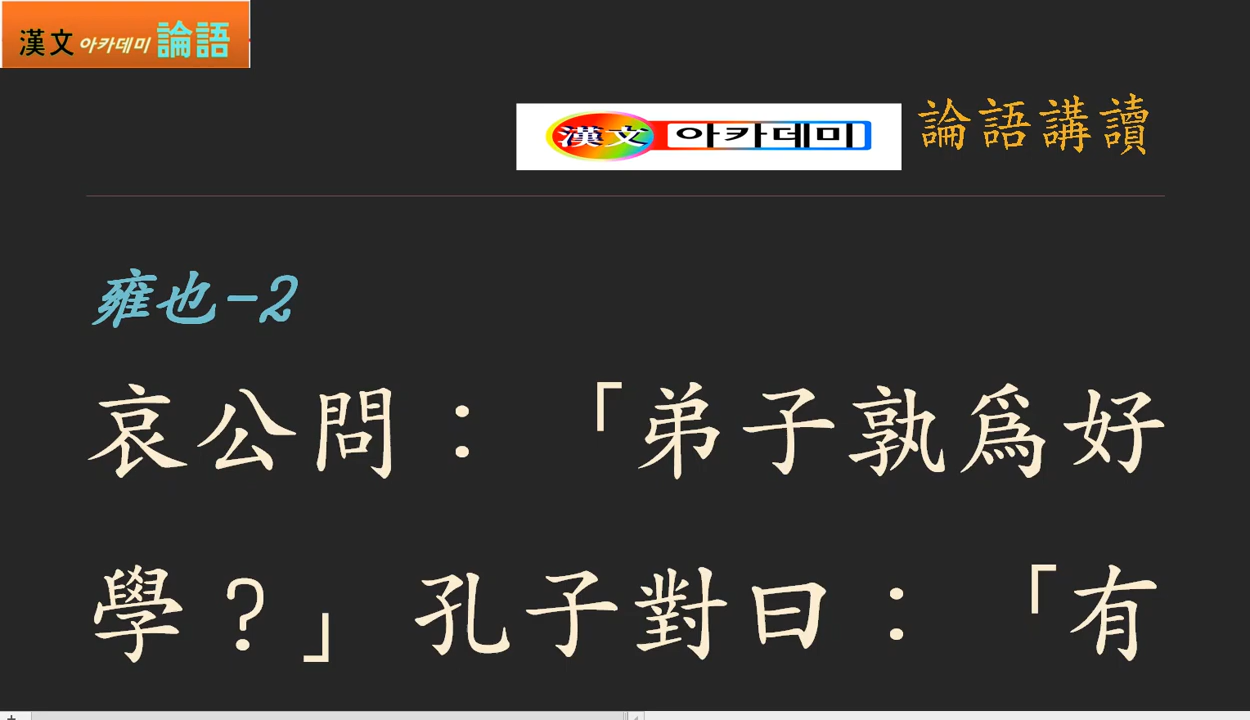 漢文 아카데미 論語
漢文 아카데미 論語講讀
雍也-2
哀公問：「弟子孰爲好
學？」孔子對曰：「有